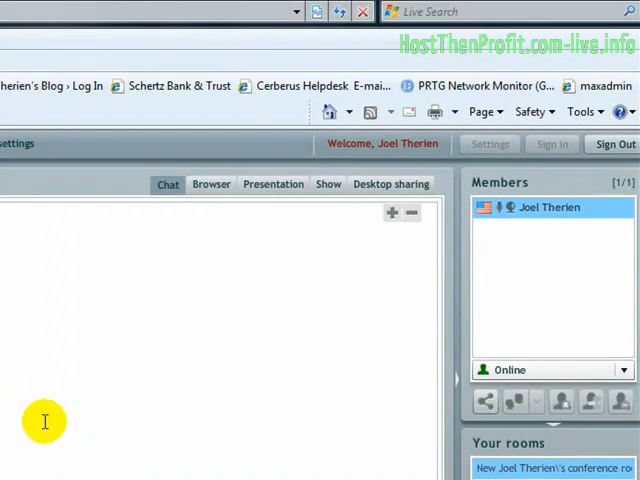 Live Search
HostThenProfit.com-live.info
herien's Blog › Log In Schertz Bank & Trust Cerberus Helpdesk E-mai... PRTG Network Monitor (G... maxadmin
Page Safety Tools
settings Welcome, Joel Therien Settings Sign In Sign Out
Chat Browser Presentation Show Desktop sharing Members [1/1]
Joel Therien
Online
Your rooms
New Joel Therien\'s conference roo